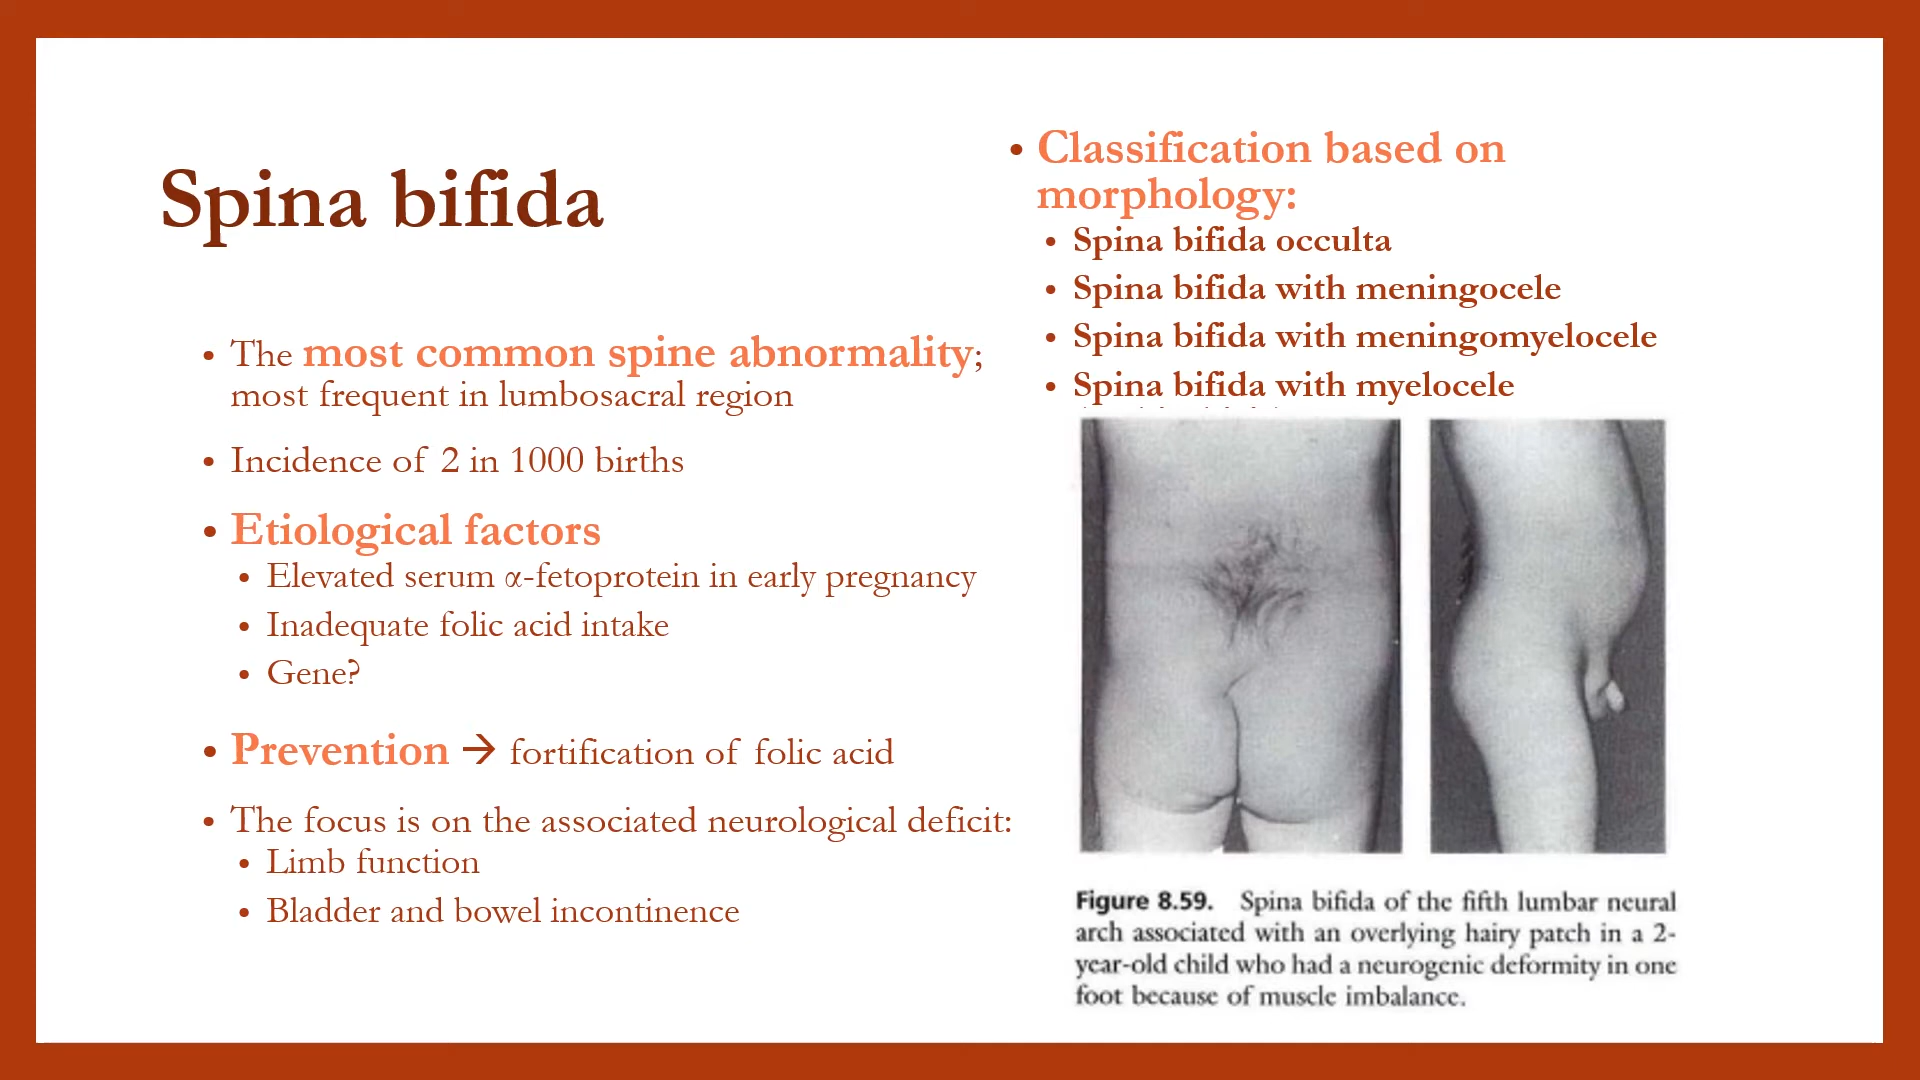 Spina bifida
• The most common spine abnormality;
most frequent in lumbosacral region
• Incidence of 2 in 1000 births
• Etiological factors
• Elevated serum α-fetoprotein in early pregnancy
• Inadequate folic acid intake
• Gene?
• Prevention → fortification of folic acid
• The focus is on the associated neurological deficit:
• Limb function
• Bladder and bowel incontinence
• Classification based on
morphology:
• Spina bifida occulta
• Spina bifida with meningocele
• Spina bifida with meningomyelocele
• Spina bifida with myelocele
Figure 8.59. Spina bifida of the fifth lumbar neural
arch associated with an overlying hairy patch in a 2-
year-old child who had a neurogenic deformity in one
foot because of muscle imbalance.